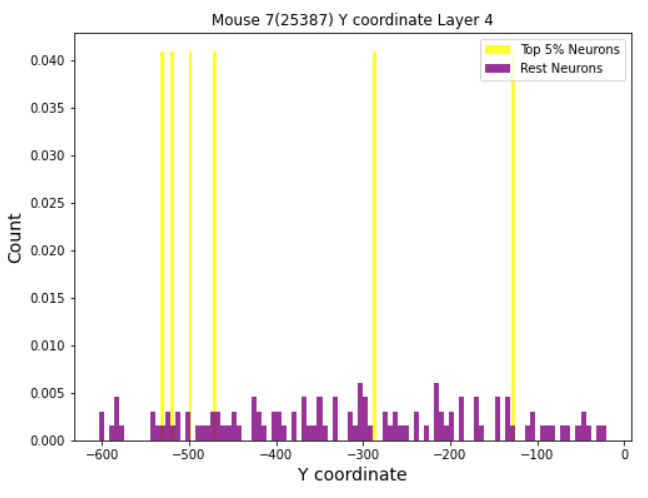 Mouse 7(25387) Y coordinate Layer 4
Top 5% Neurons
Rest Neurons
0.040
0.035
0.030
0.025
0.020
0.015
0.010
0.005
0.000
Count
−600 −500 −400 −300 −200 −100 0
Y coordinate